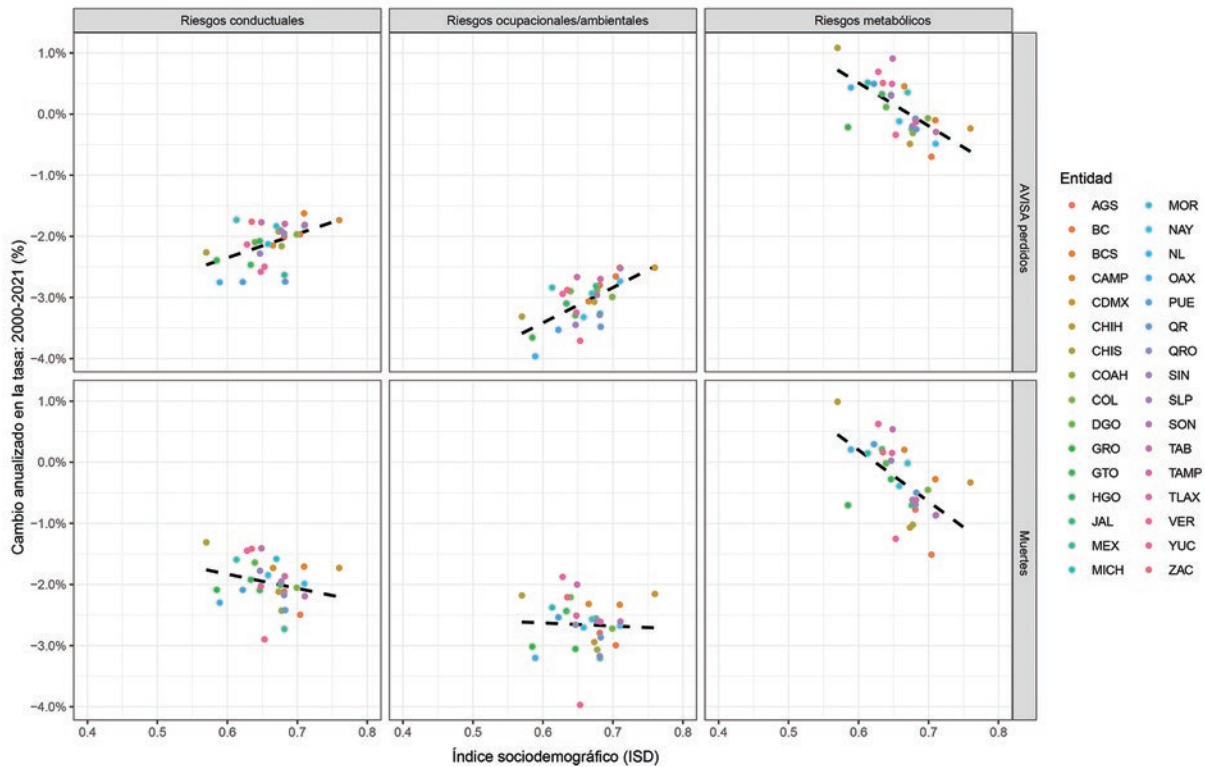 Riesgos conductuales
Riesgos ocupacionales/ambientales
Riesgos metabólicos
Cambio anualizado en la tasa: 2000-2021 (%)
1.0%
0.0%
−1.0%
−2.0%
−3.0%
−4.0%
AVISA perdidos
1.0%
0.0%
−1.0%
−2.0%
−3.0%
−4.0%
Muertes
0.4 0.5 0.6 0.7 0.8
0.4 0.5 0.6 0.7 0.8
0.4 0.5 0.6 0.7 0.8
Índice sociodemográfico (ISD)
Entidad
AGS
BC
BCS
CAMP
CDMX
CHIH
CHIS
COAH
COL
DGO
GRO
GTO
HGO
JAL
MEX
MICH
MOR
NAY
NL
OAX
PUE
QR
QRO
SIN
SLP
SON
TAB
TAMP
TLAX
VER
YUC
ZAC